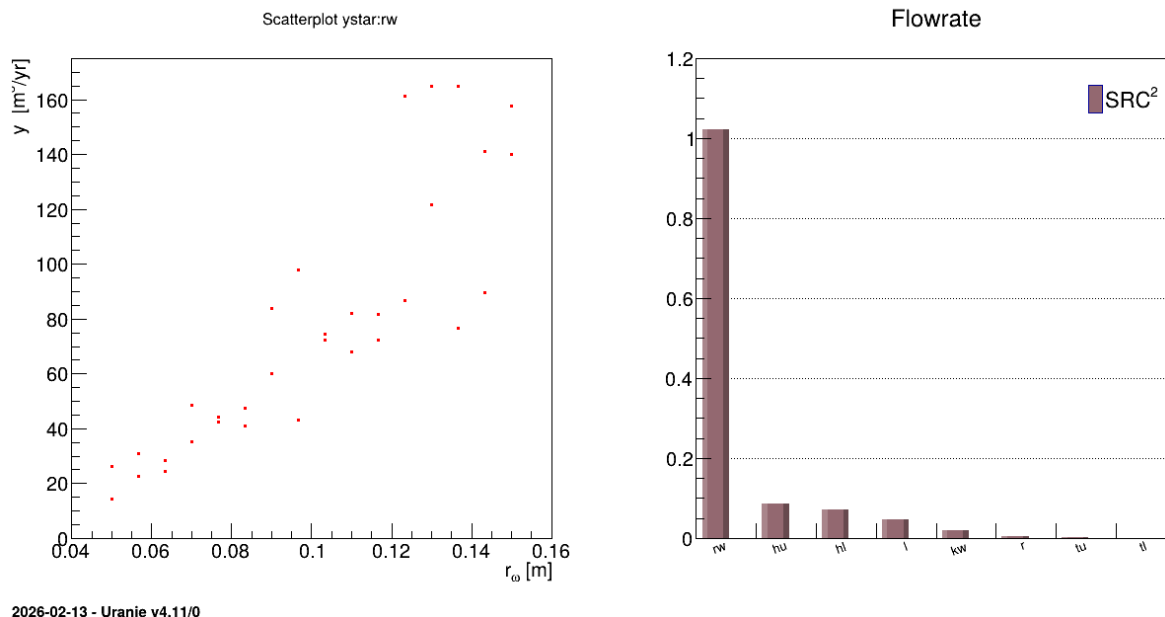 Scatterplot ystar:rw
y [m³/yr]
160
140
120
100
80
60
40
20
0
0.04
0.06
0.08
0.1
0.12
0.14
0.16
rω [m]
Flowrate
SRC²
1.2
1
0.8
0.6
0.4
0.2
0
rw
hu
hl
l
kw
r
tu
tl
2026-02-13 - Uranie v4.11/0